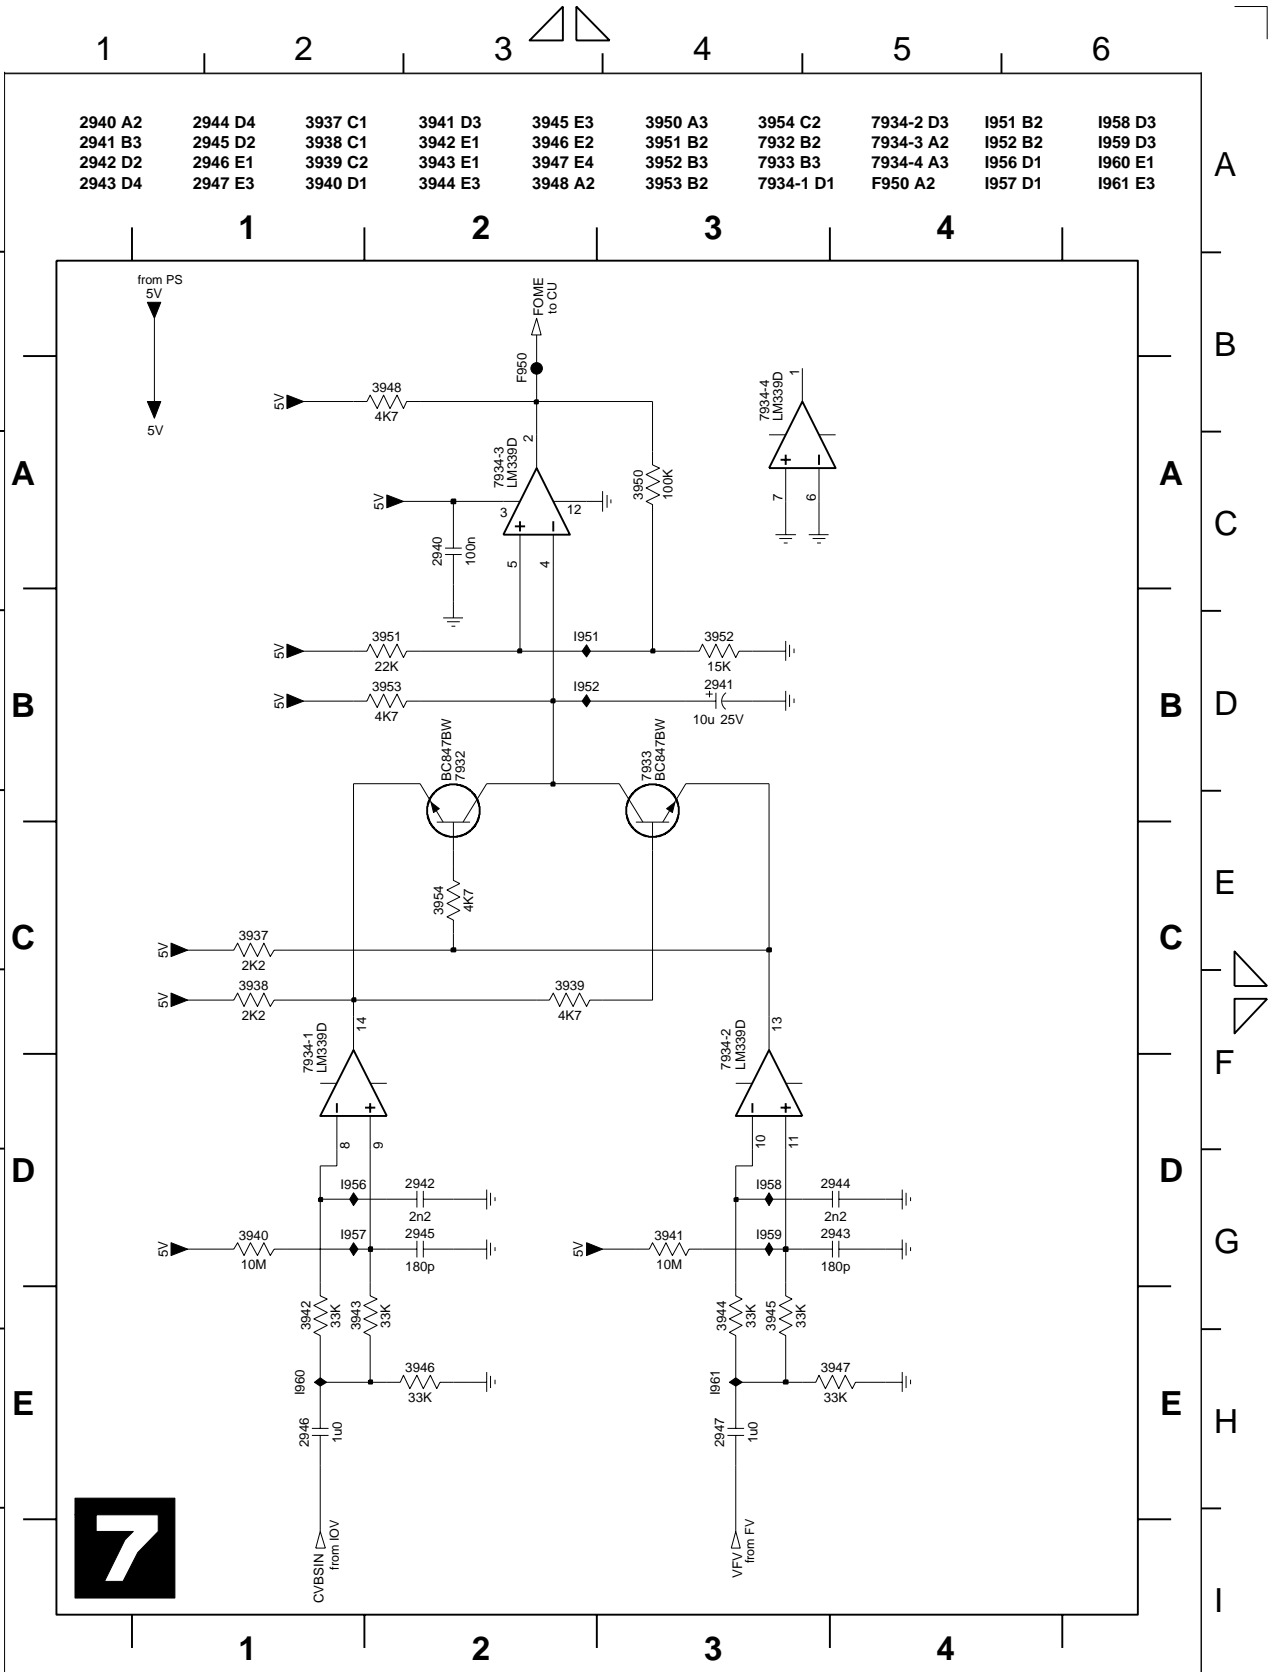 1 2 3 4 5 6
2940 A2 2944 D4 3937 C1 3941 D3 3945 E3 3950 A3 3954 C2 7934-2 D3 I951 B2 I958 D3
2941 B3 2945 D2 3938 C1 3942 E1 3946 E2 3951 B2 7932 B2 7934-3 A2 I952 B2 I959 D3
2942 D2 2946 E1 3939 C2 3943 E1 3947 E4 3952 B3 7933 B3 7934-4 A3 I956 D1 I960 E1
2943 D4 2947 E3 3940 D1 3944 E3 3948 A2 3953 B2 7934-1 D1 F950 A2 I957 D1 I961 E3
A
1 2 3 4
from PS
5V
5V
FOME
to CU
B
F950
5V
3948
4K7
2
7934-3
LM339D
7934-4
LM339D
1
A
A
5V
3
12
+
−
3950
100K
+
−
7
6
C
2940
100n
5
4
5V
3951
22K
I951
3952
15K
5V
3953
4K7
I952
+
2941
10u 25V
B
B
D
BC847BW
7932
7933
BC847BW
3954
4K7
E
C
C
5V
3937
2K2
5V
3938
2K2
3939
4K7
7934-1
LM339D
14
7934-2
LM339D
13
F
−
+
−
+
8
9
10
11
D
D
I956
2942
2n2
I958
2944
2n2
5V
3940
10M
I957
2945
180p
5V
3941
10M
I959
2943
180p
G
3942
33K
3943
33K
3944
33K
3945
33K
I960
3946
33K
I961
3947
33K
E
E
2946
1u0
2947
1u0
H
7
CVBSIN
from IOV
VFV
from FV
I
1 2 3 4